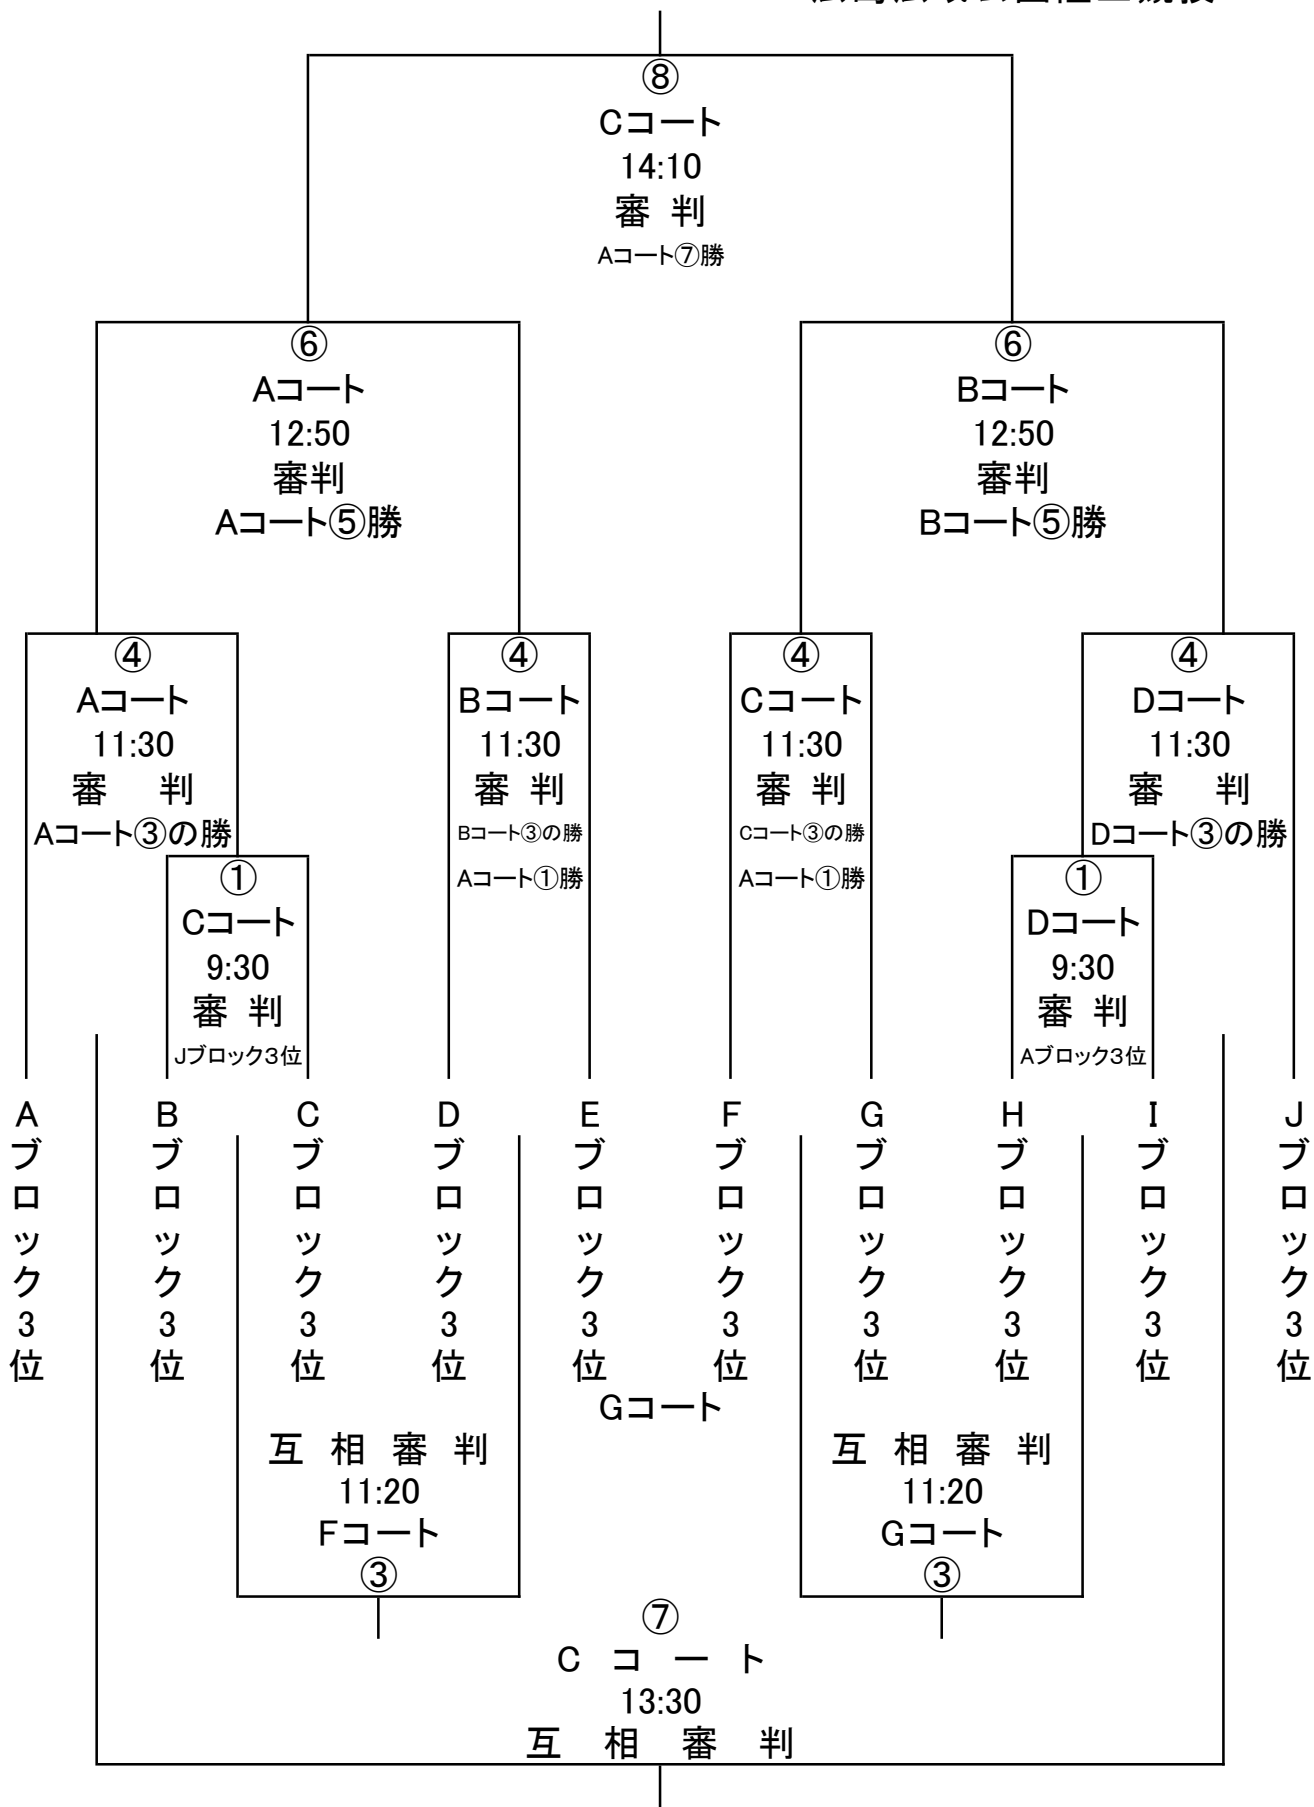 ⑧
Cコート
14:10
審 判
Aコート⑦勝
⑥
Aコート
12:50
審判
Aコート⑤勝
⑥
Bコート
12:50
審判
Bコート⑤勝
④
Aコート
11:30
審 判
Aコート③の勝
④
Bコート
11:30
審 判
Bコート③の勝
Aコート①勝
④
Cコート
11:30
審 判
Cコート③の勝
Aコート①勝
④
Dコート
11:30
審 判
Dコート③の勝
①
Cコート
9:30
審 判
Jブロック3位
①
Dコート
9:30
審 判
Aブロック3位
Aブロック3位
Bブロック3位
Cブロック3位
Dブロック3位
Eブロック3位
Fブロック3位
Gブロック3位
Hブロック3位
Iブロック3位
Jブロック3位
Gコート
互 相 審 判
11:20
Fコート
③
互 相 審 判
11:20
Gコート
③
⑦
C コ ー ト
13:30
互 相 審 判